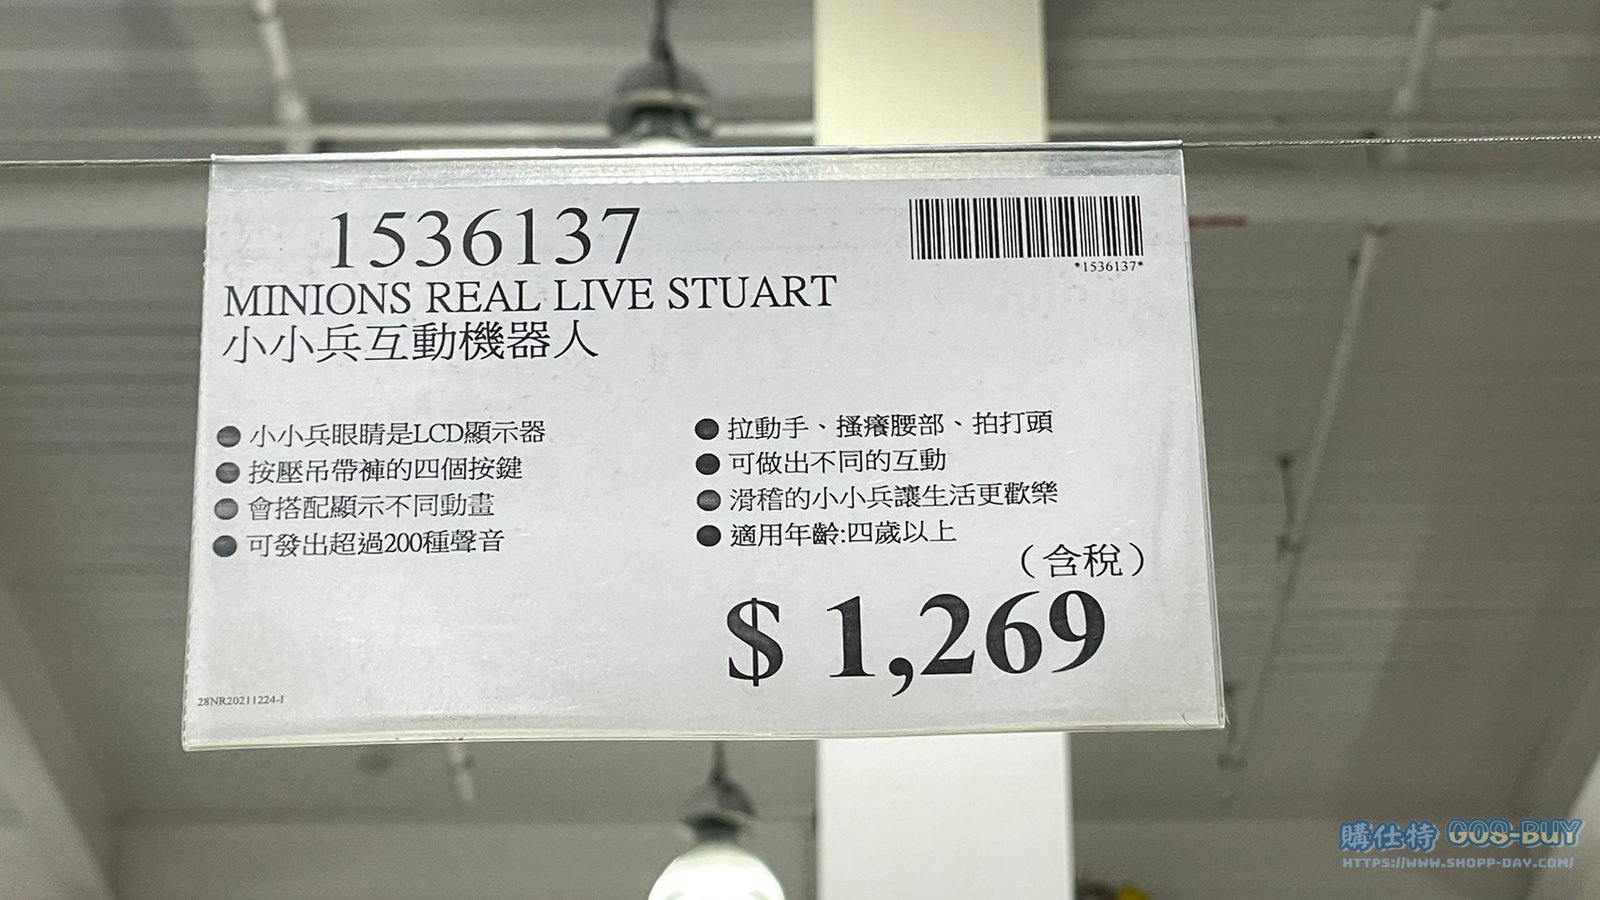 1536137
*1536137*
MINIONS REAL LIVE STUART
小小兵互動機器人
● 小小兵眼睛是LCD顯示器
● 按壓吊帶褲的四個按鍵
● 會搭配顯示不同動畫
● 可發出超過200種聲音
● 拉動手、搔癢腰部、拍打頭
● 可做出不同的互動
● 滑稽的小小兵讓生活更歡樂
● 適用年齡:四歲以上
（含稅）
$ 1,269
28NR20211224-1
購仕特 GOS-BUY
HTTPS://WWW.SHOPP-DAY.COM/